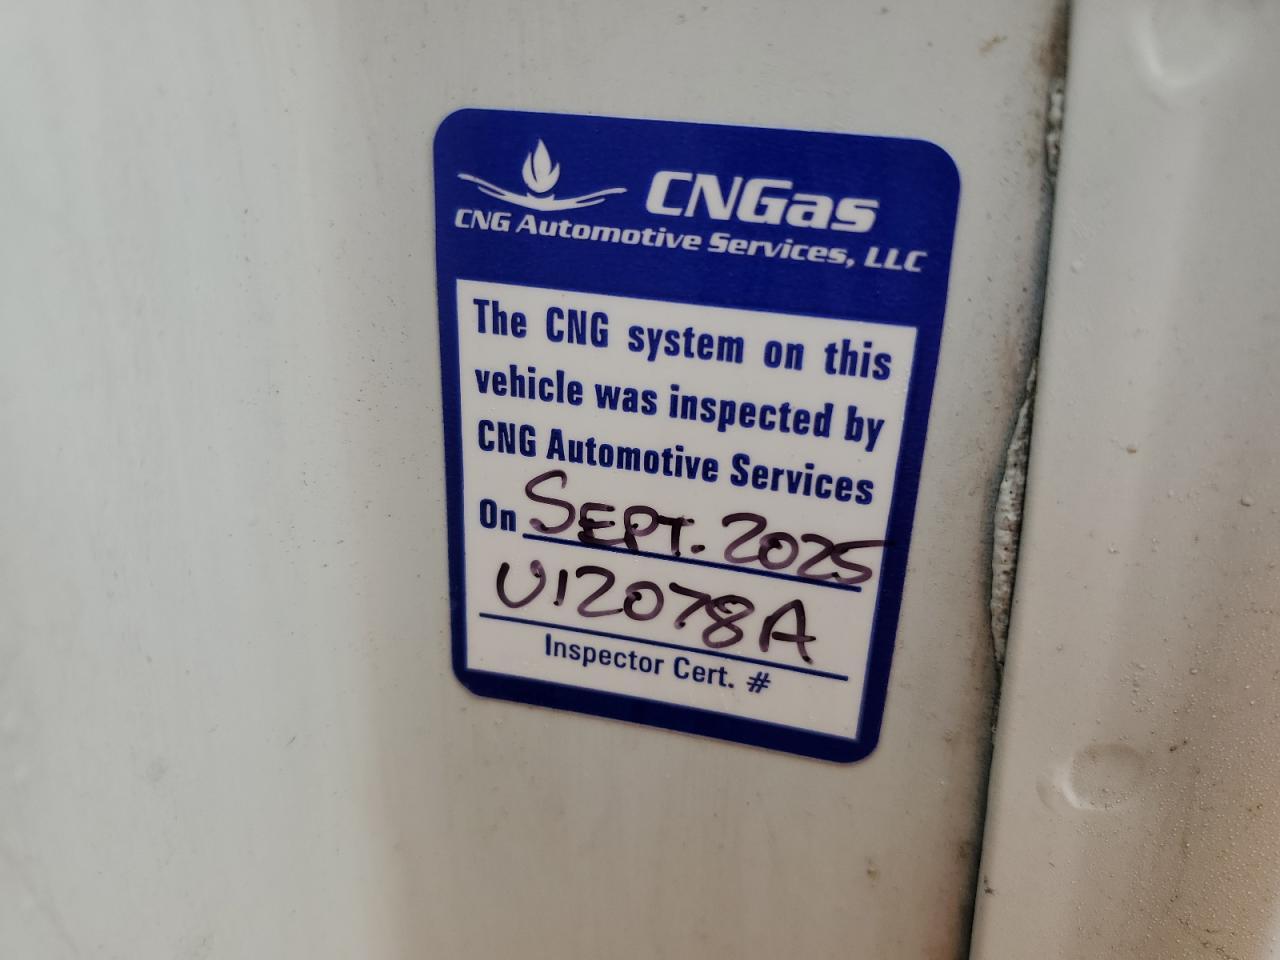 CNGas
CNG Automotive Services, LLC
The CNG system on this
vehicle was inspected by
CNG Automotive Services
On SEPT. 2025
U12078A
Inspector Cert. #